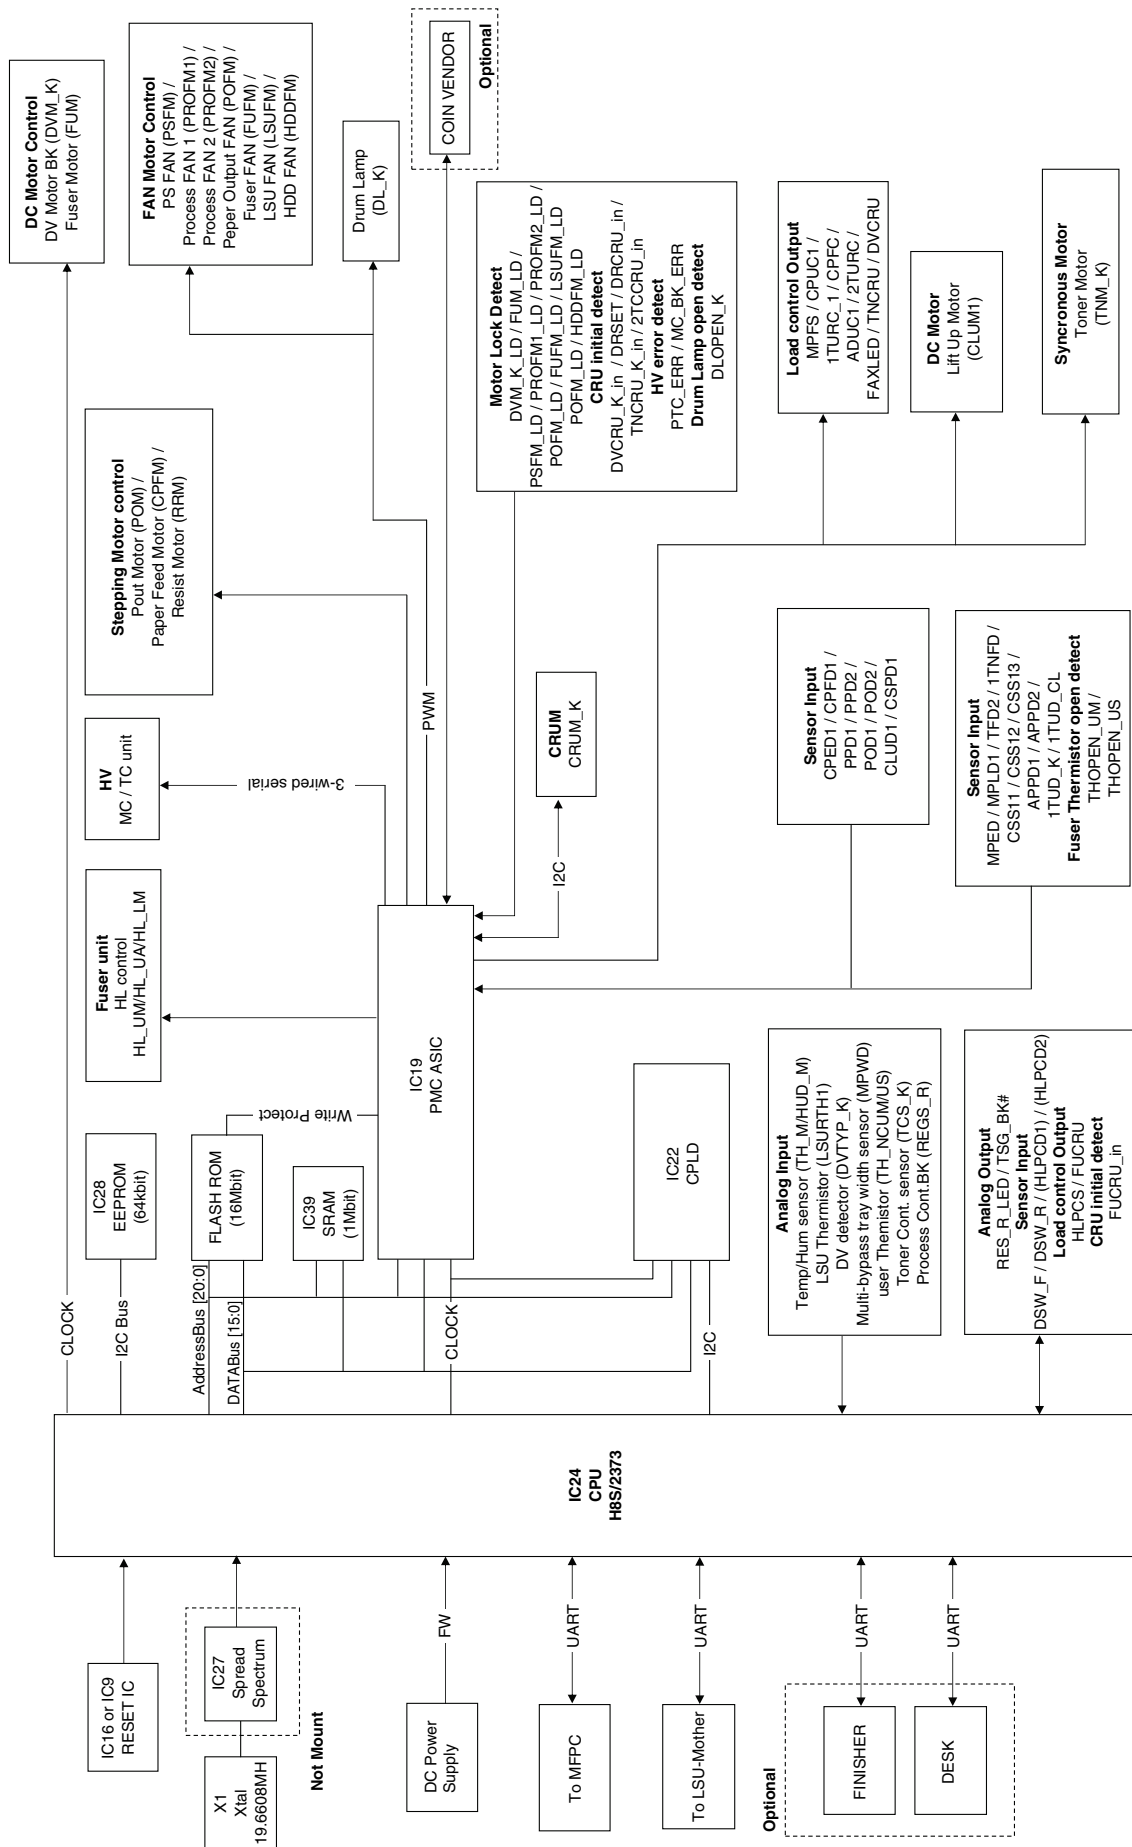 IC16 or IC9
RESET IC
X1
Xtal
19.6608MH
IC27
Spread
Spectrum
Not Mount
DC Power
Supply
FW
To MFPC
UART
To LSU-Mother
UART
Optional
FINISHER
UART
DESK
UART
IC24
CPU
H8S/2373
CLOCK
I2C Bus
AddressBus [20:0]
DATABus [15:0]
CLOCK
I2C
IC28
EEPROM
(64kbit)
FLASH ROM
(16Mbit)
IC39
SRAM
(1Mbit)
Write Protect
IC19
PMC ASIC
IC22
CPLD
Analog Input
Temp/Hum sensor (TH_M/HUD_M)
LSU Thermistor (LSURTH1)
DV detector (DVTYP_K)
Multi-bypass tray width sensor (MPWD)
user Themistor (TH_NCUM/US)
Toner Cont. sensor (TCS_K)
Process Cont.BK (REGS_R)
Analog Output
RES_R_LED / TSG_BK#
Sensor Input
DSW_F / DSW_R / (HLPCD1) / (HLPCD2)
Load control Output
HLPCS / FUCRU
CRU initial detect
FUCRU_in
Fuser unit
HL control
HL_UM/HL_UA/HL_LM
HV
MC / TC unit
3-wired serial
Stepping Motor control
Pout Motor (POM) /
Paper Feed Motor (CPFM) /
Resist Motor (RRM)
PWM
I2C
CRUM
CRUM_K
Sensor Input
CPED1 / CPFD1 /
PPD1 / PPD2 /
POD1 / POD2 /
CLUD1 / CSPD1
Sensor Input
MPED / MPLD1 / TFD2 / 1TNFD /
CSS11 / CSS12 / CSS13 /
APPD1 / APPD2 /
1TUD_K / 1TUD_CL
Fuser Thermistor open detect
THOPEN_UM /
THOPEN_US
DC Motor Control
DV Motor BK (DVM_K) /
Fuser Motor (FUM)
FAN Motor Control
PS FAN (PSFM) /
Process FAN 1 (PROFM1) /
Process FAN 2 (PROFM2) /
Peper Output FAN (POFM) /
Fuser FAN (FUFM) /
LSU FAN (LSUFM) /
HDD FAN (HDDFM)
Drum Lamp
(DL_K)
COIN VENDOR
Optional
Motor Lock Detect
DVM_K_LD / FUM_LD /
PSFM_LD / PROFM1_LD / PROFM2_LD /
POFM_LD / FUFM_LD / LSUFM_LD
POFM_LD / HDDFM_LD
CRU initial detect
DVCRU_K_in / DRSET / DRCRU_in /
TNCRU_K_in / 2TCCRU_in
HV error detect
PTC_ERR / MC_BK_ERR
Drum Lamp open detect
DLOPEN_K
Load control Output
MPFS / CPUC1 /
1TURC_1 / CPFC /
ADUC1 / 2TURC /
FAXLED / TNCRU / DVCRU
DC Motor
Lift Up Motor
(CLUM1)
Syncronous Motor
Toner Motor
(TNM_K)